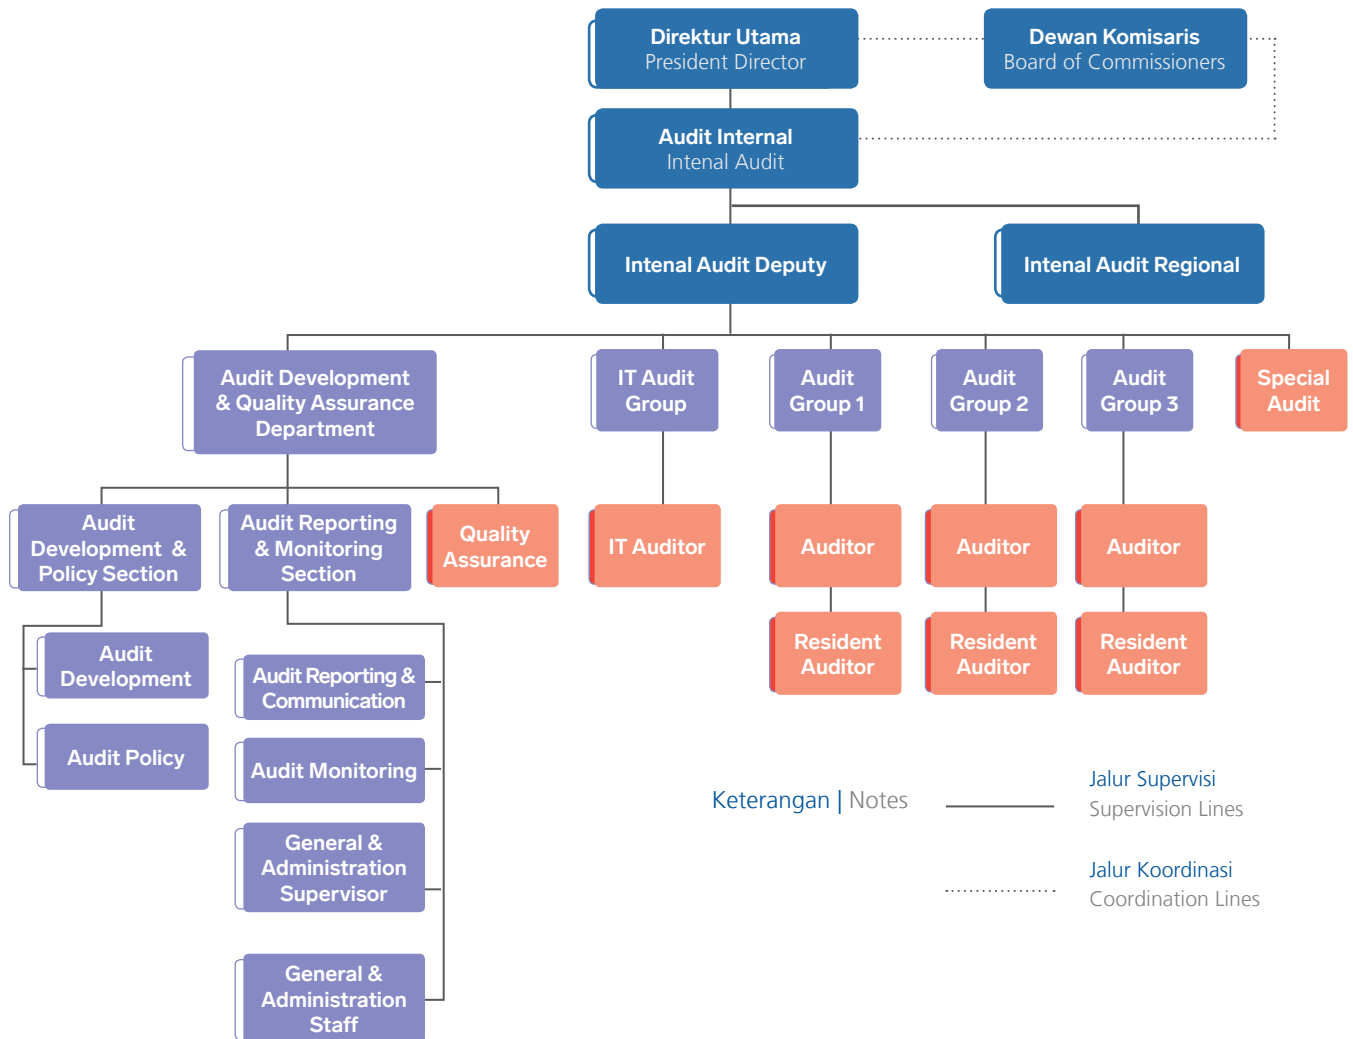 Direktur Utama
President Director
Dewan Komisaris
Board of Commissioners
Audit Internal
Intenal Audit
Intenal Audit Deputy
Intenal Audit Regional
Audit Development
& Quality Assurance
Department
IT Audit
Group
Audit
Group 1
Audit
Group 2
Audit
Group 3
Special
Audit
Audit
Development &
Policy Section
Audit Reporting
& Monitoring
Section
Quality
Assurance
IT Auditor
Auditor
Auditor
Auditor
Resident
Auditor
Resident
Auditor
Resident
Auditor
Audit
Development
Audit Policy
Audit Reporting &
Communication
Audit Monitoring
General &
Administration
Supervisor
General &
Administration
Staff
Keterangan | Notes
Jalur Supervisi
Supervision Lines
Jalur Koordinasi
Coordination Lines